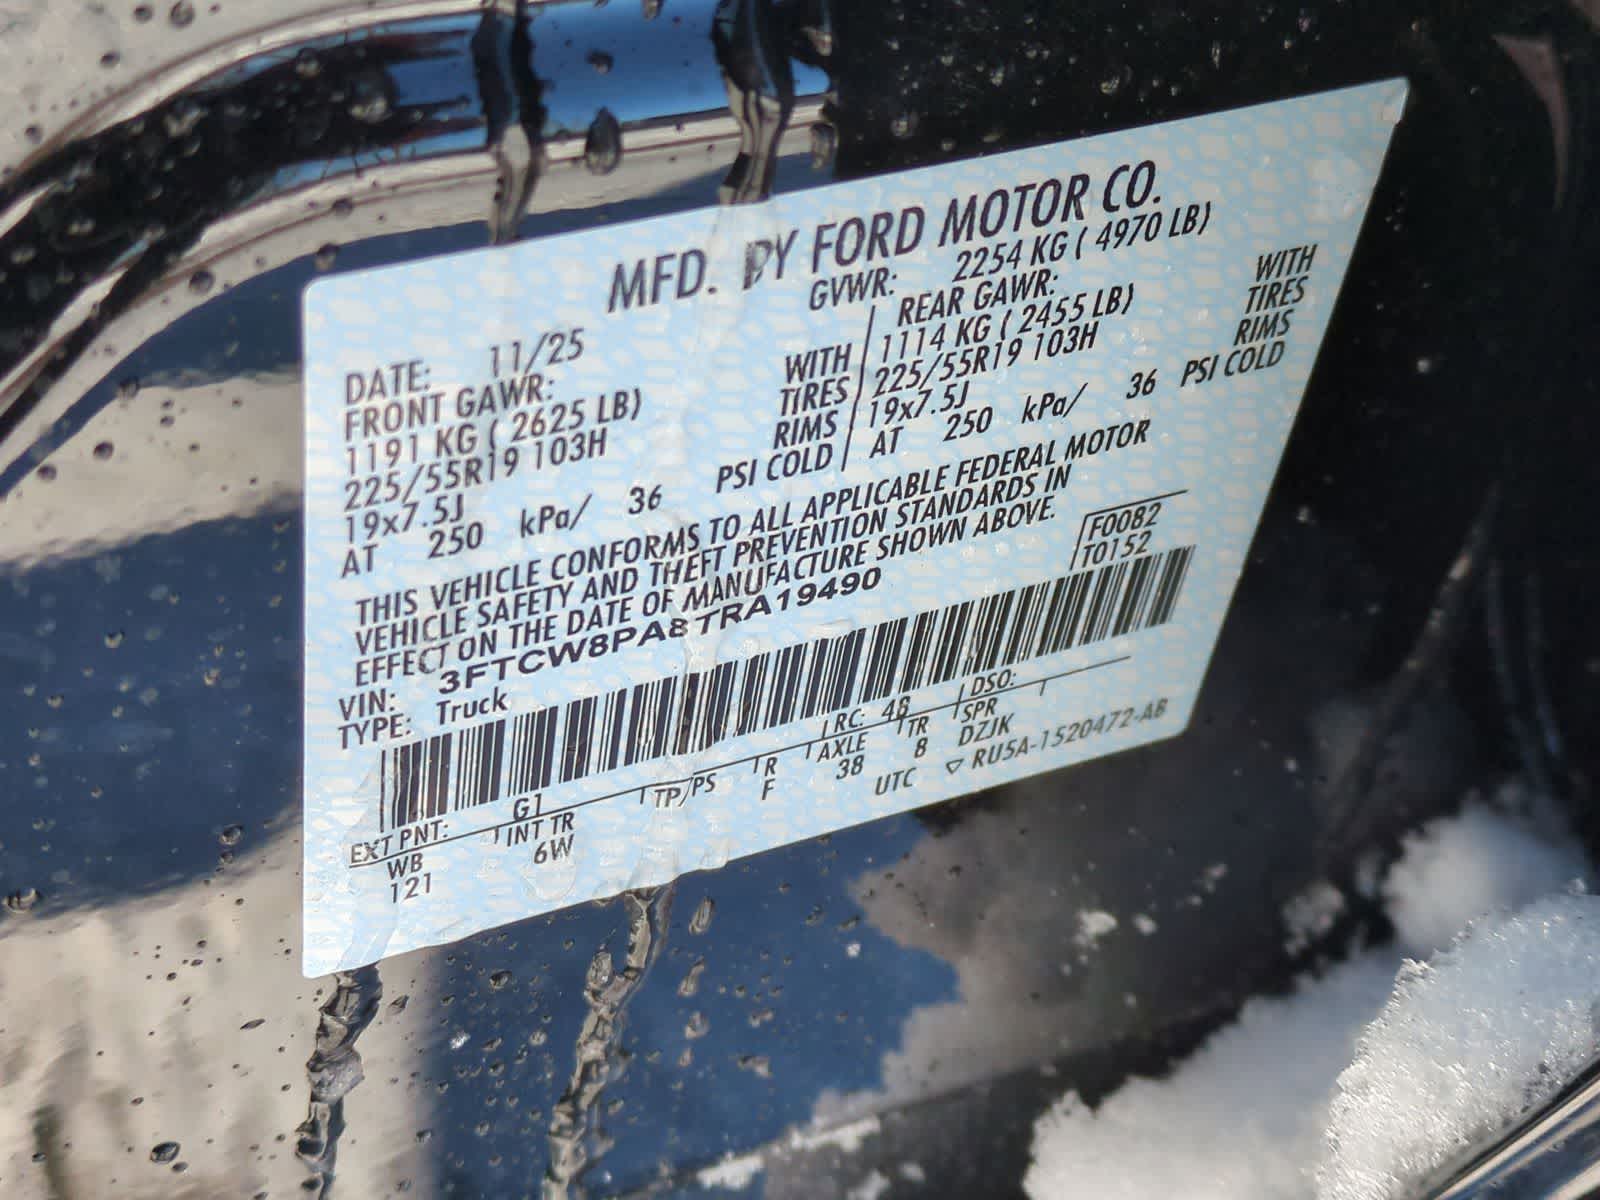 MFD. BY FORD MOTOR CO.
DATE: 11/25 GVWR: 2254 KG ( 4970 LB)
FRONT GAWR: REAR GAWR:
1191 KG ( 2625 LB) WITH 1114 KG ( 2455 LB) WITH
225/55R19 103H TIRES 225/55R19 103H TIRES
19x7.5J RIMS 19x7.5J RIMS
AT 250 kPa/ 36 PSI COLD AT 250 kPa/ 36 PSI COLD
THIS VEHICLE CONFORMS TO ALL APPLICABLE FEDERAL MOTOR
VEHICLE SAFETY AND THEFT PREVENTION STANDARDS IN
EFFECT ON THE DATE OF MANUFACTURE SHOWN ABOVE.
F0082
T0152
VIN: 3FTCW8PA8TRA19490
TYPE: Truck
EXT PNT: G1 RC: 48 DSO:
WB INT TR TP/PS R AXLE TR SPR
121 6W F 38 8 DZJK
UTC ▽ RU5A-1520472-AB